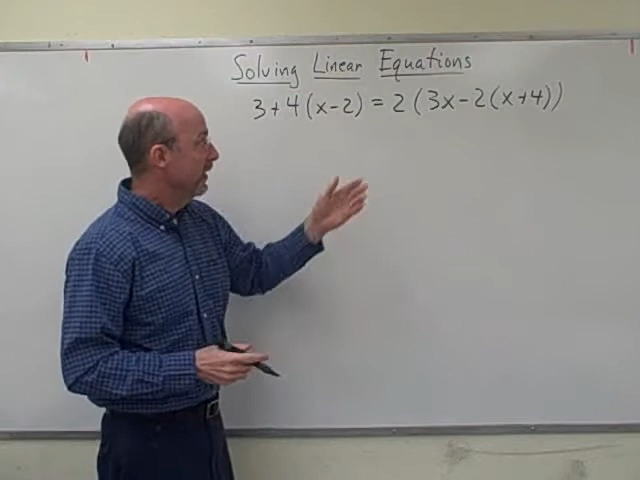 Solving Linear Equations
3+4(x-2) = 2(3x-2(x+4))